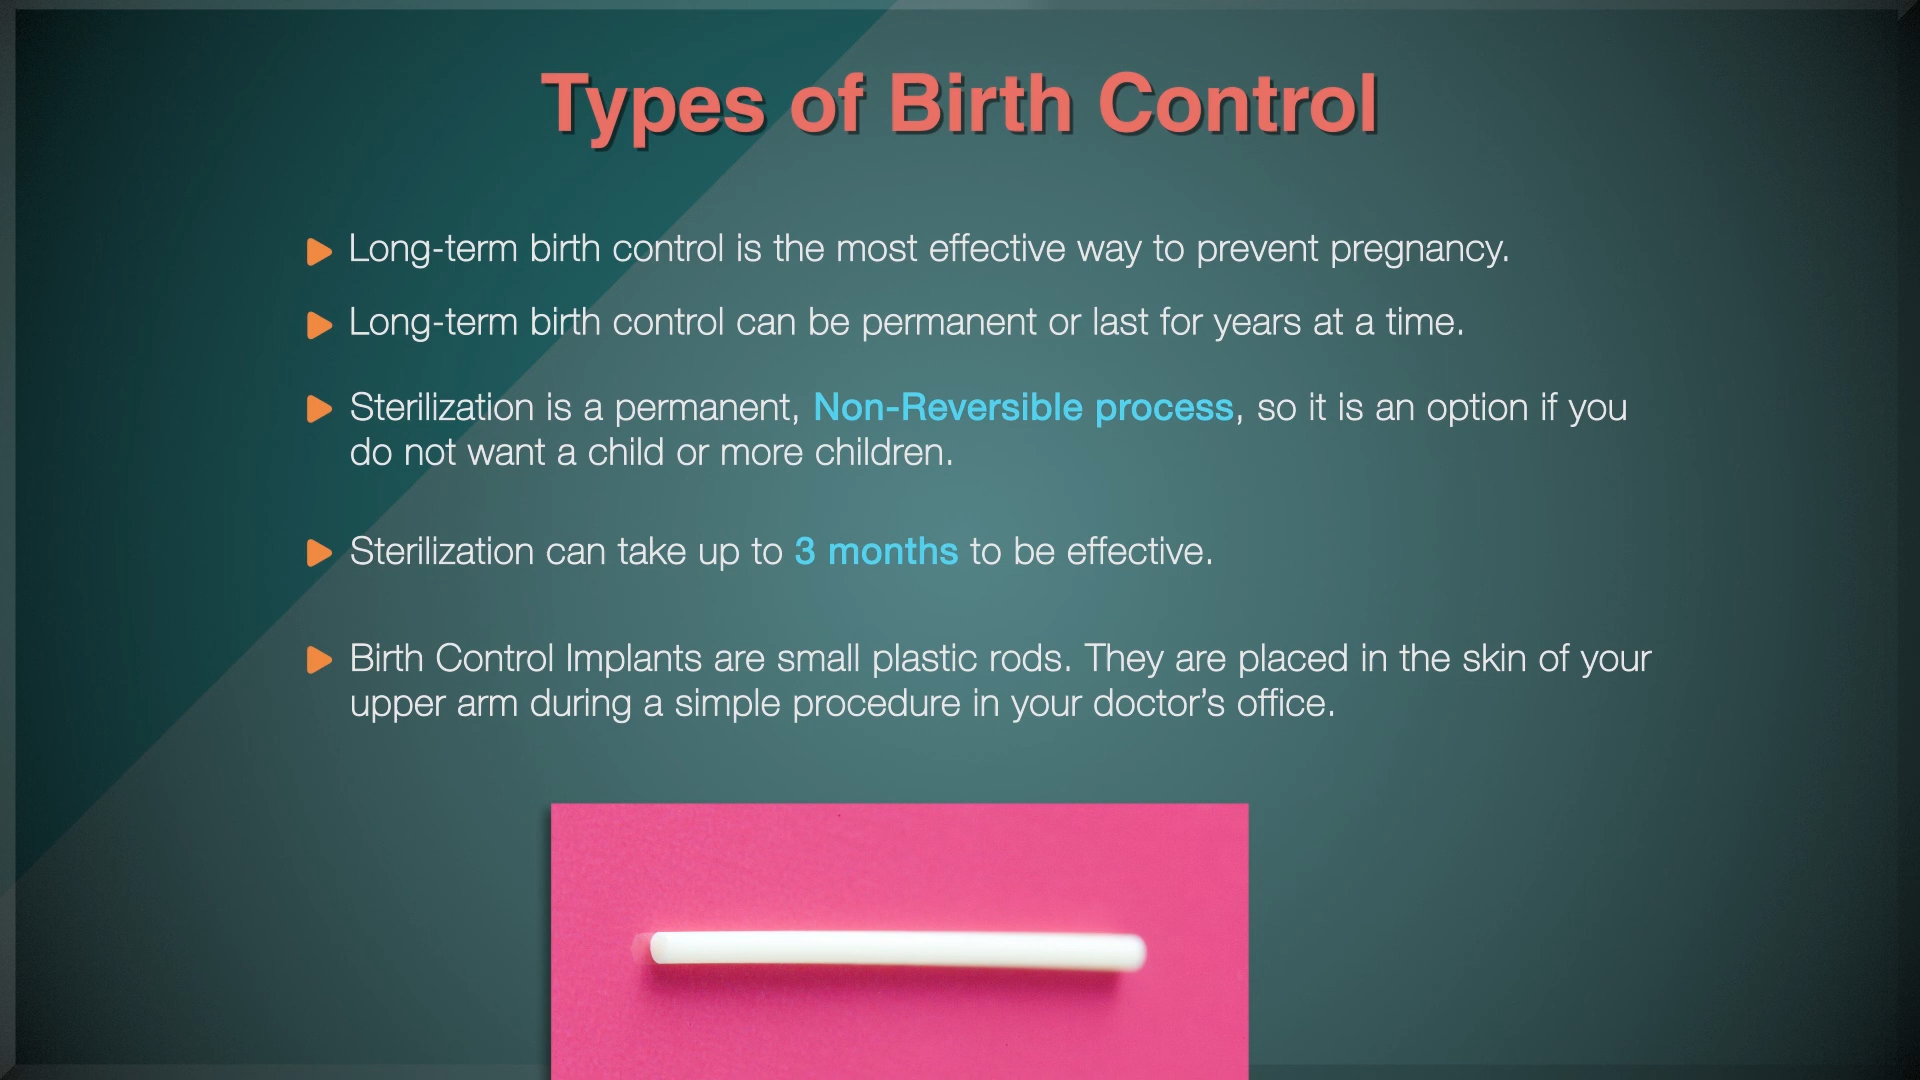 Types of Birth Control
Long-term birth control is the most effective way to prevent pregnancy.
Long-term birth control can be permanent or last for years at a time.
Sterilization is a permanent, Non-Reversible process, so it is an option if you
do not want a child or more children.
Sterilization can take up to 3 months to be effective.
Birth Control Implants are small plastic rods. They are placed in the skin of your
upper arm during a simple procedure in your doctor’s office.